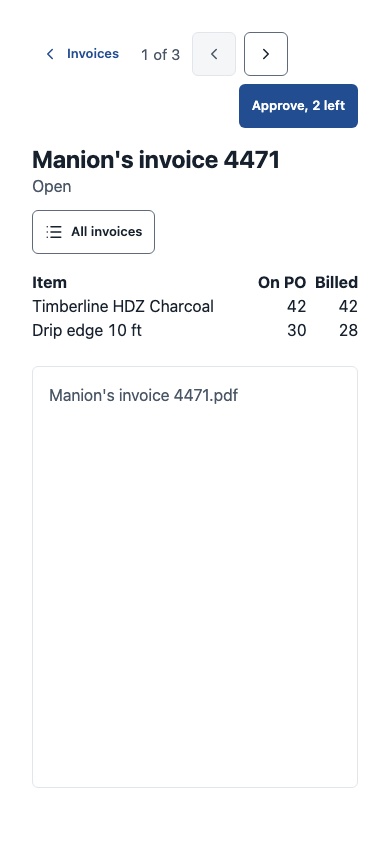 Invoices 1 of 3
Approve, 2 left
Manion's invoice 4471
Open
All invoices
Item On PO Billed
Timberline HDZ Charcoal 42 42
Drip edge 10 ft 30 28
Manion's invoice 4471.pdf